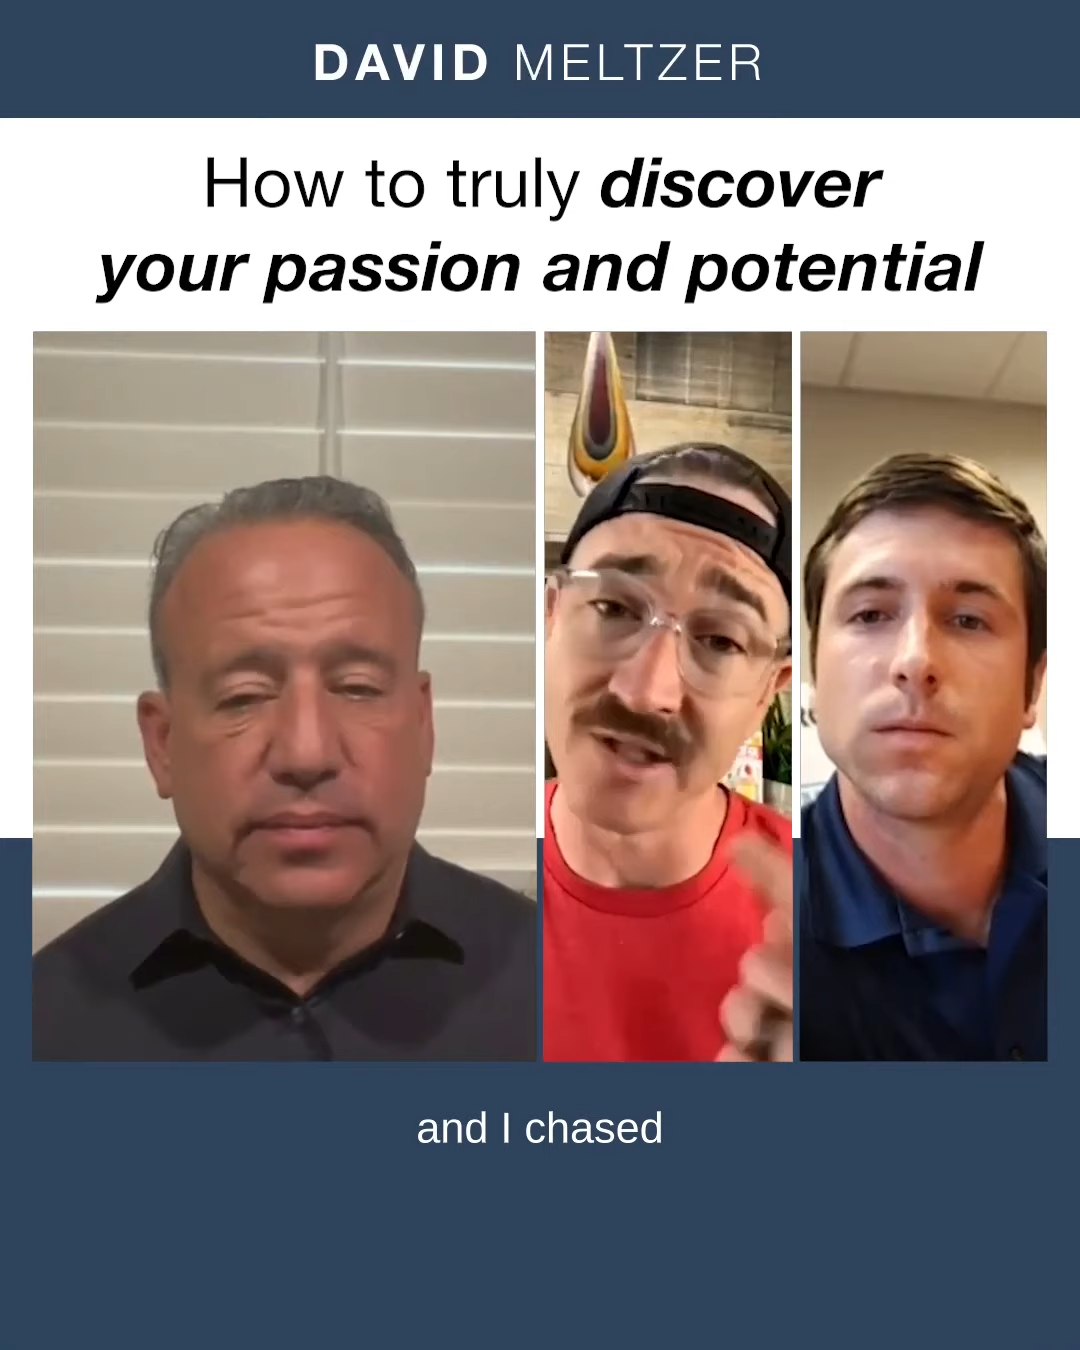 DAVID MELTZER
How to truly discover
your passion and potential
and I chased